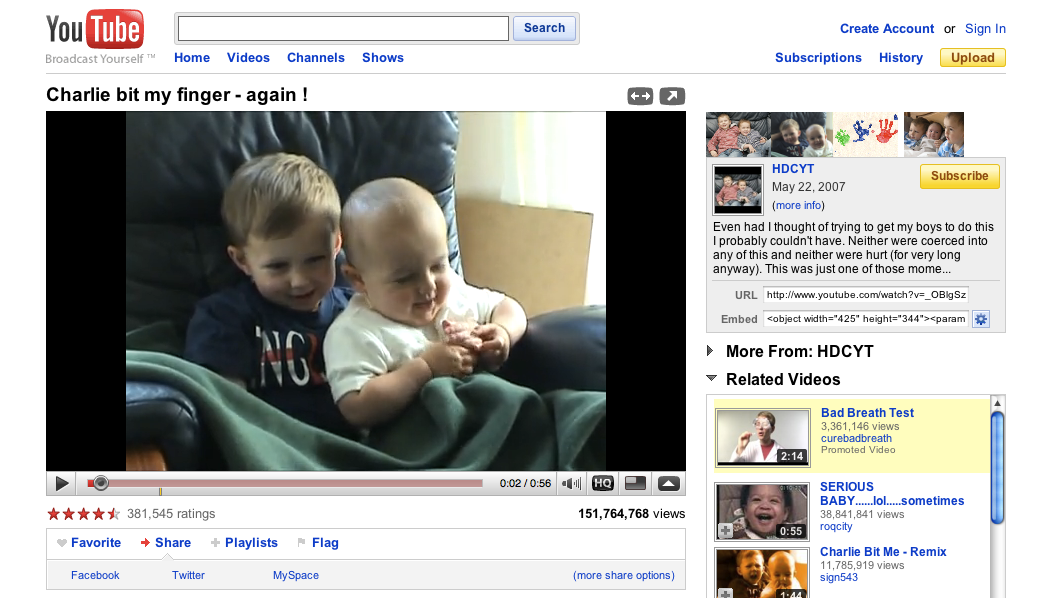 YouTube
Broadcast Yourself ™
Search
Create Account or Sign In
Home Videos Channels Shows
Subscriptions History Upload
Charlie bit my finger - again !
HDCYT
May 22, 2007
(more info)
Subscribe
Even had I thought of trying to get my boys to do this
I probably couldn't have. Neither were coerced into
any of this and neither were hurt (for very long
anyway). This was just one of those mome...
URL http://www.youtube.com/watch?v=_OBlgSz
Embed <object width="425" height="344"><param
More From: HDCYT
Related Videos
Bad Breath Test
3,361,146 views
curebadbreath
Promoted Video
2:14
SERIOUS
BABY......lol.....sometimes
38,841,841 views
roqcity
0:55
Charlie Bit Me - Remix
11,785,919 views
sign543
1:44
0:02 / 0:56
HQ
381,545 ratings
151,764,768 views
Favorite Share Playlists Flag
Facebook Twitter MySpace (more share options)